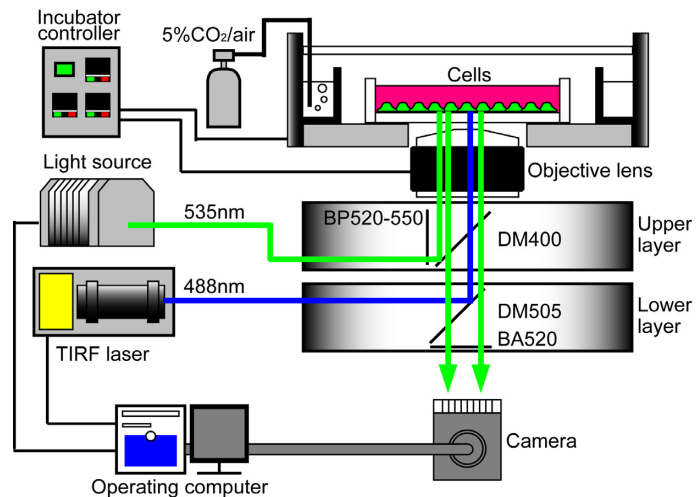 Incubator
controller
5%CO₂/air
Cells
Light source
Objective lens
535nm
BP520-550
DM400
Upper
layer
488nm
DM505
BA520
Lower
layer
TIRF laser
Camera
Operating computer